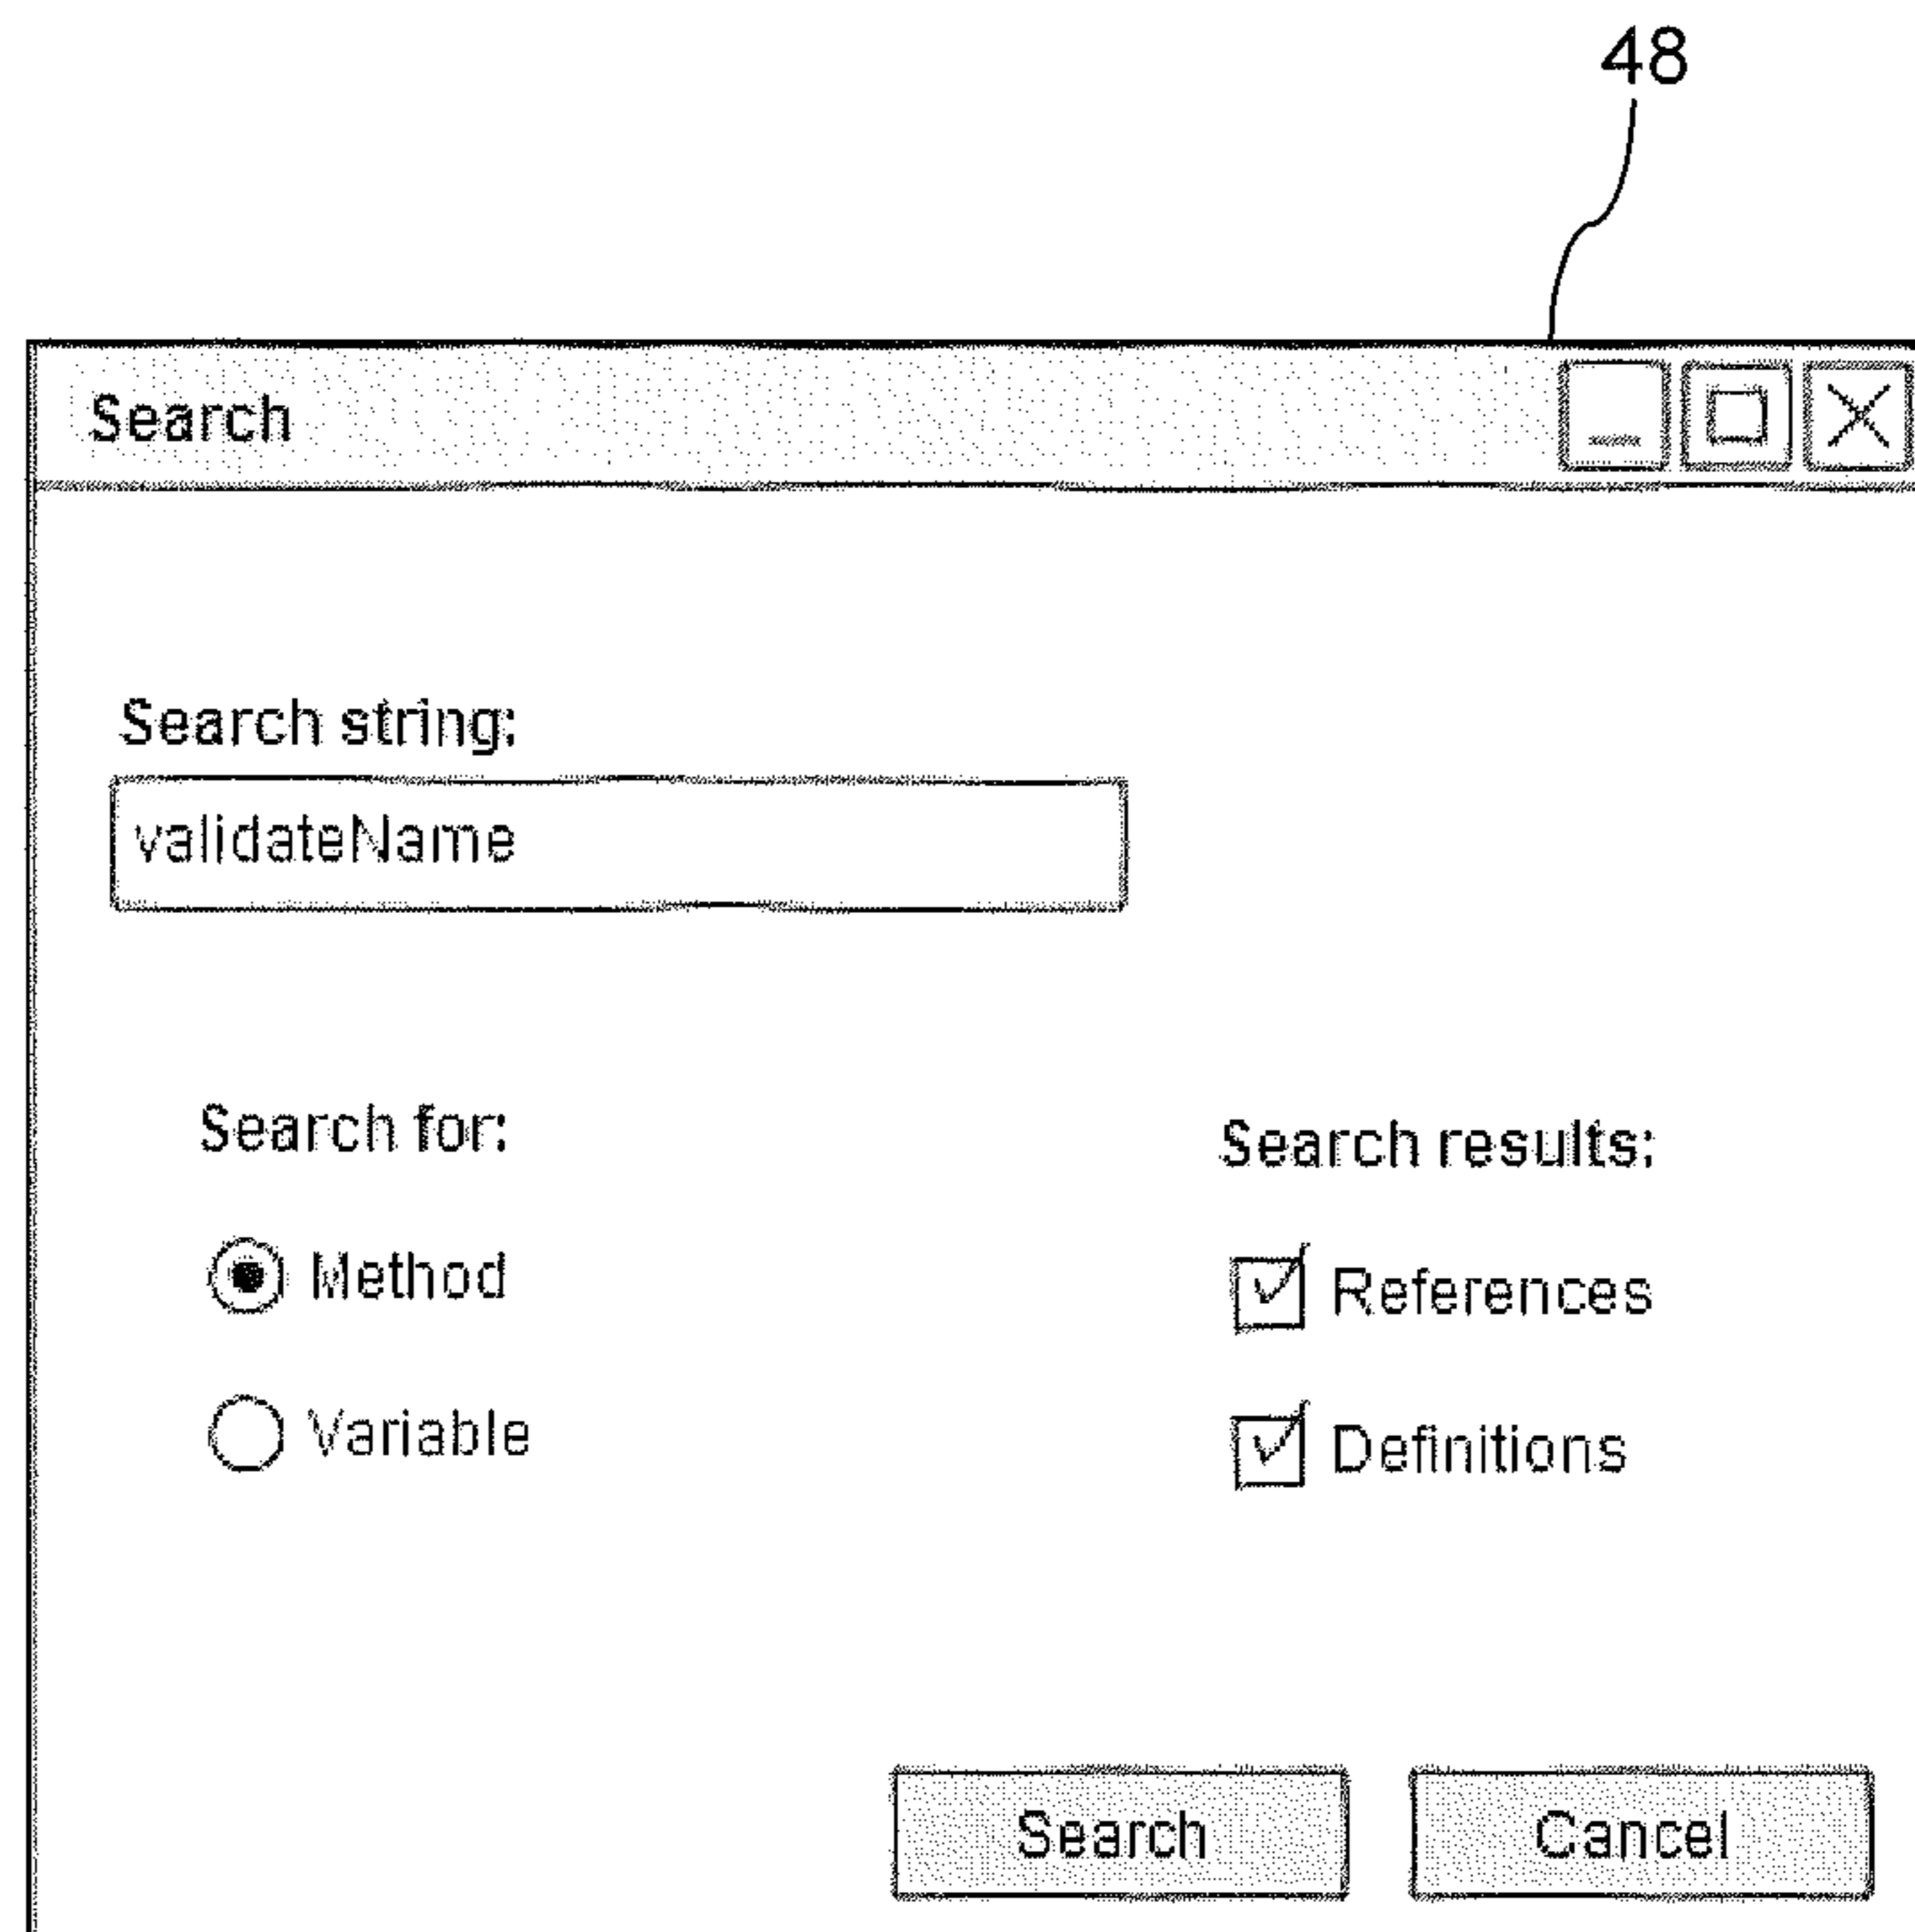 48
Search
Search string:
validateName
Search for:
Search results:
Method
References
Variable
Definitions
Search
Cancel